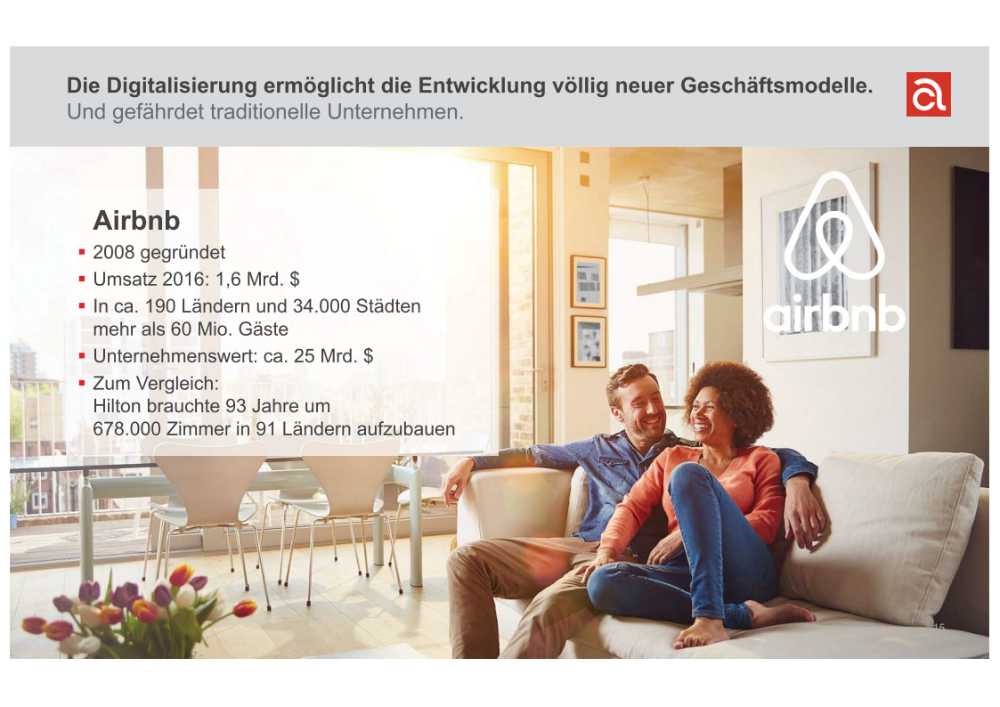 Die Digitalisierung ermöglicht die Entwicklung völlig neuer Geschäftsmodelle.
Und gefährdet traditionelle Unternehmen.
Airbnb
2008 gegründet
Umsatz 2016: 1,6 Mrd. $
In ca. 190 Ländern und 34.000 Städten
mehr als 60 Mio. Gäste
Unternehmenswert: ca. 25 Mrd. $
Zum Vergleich:
Hilton brauchte 93 Jahre um
678.000 Zimmer in 91 Ländern aufzubauen
airbnb